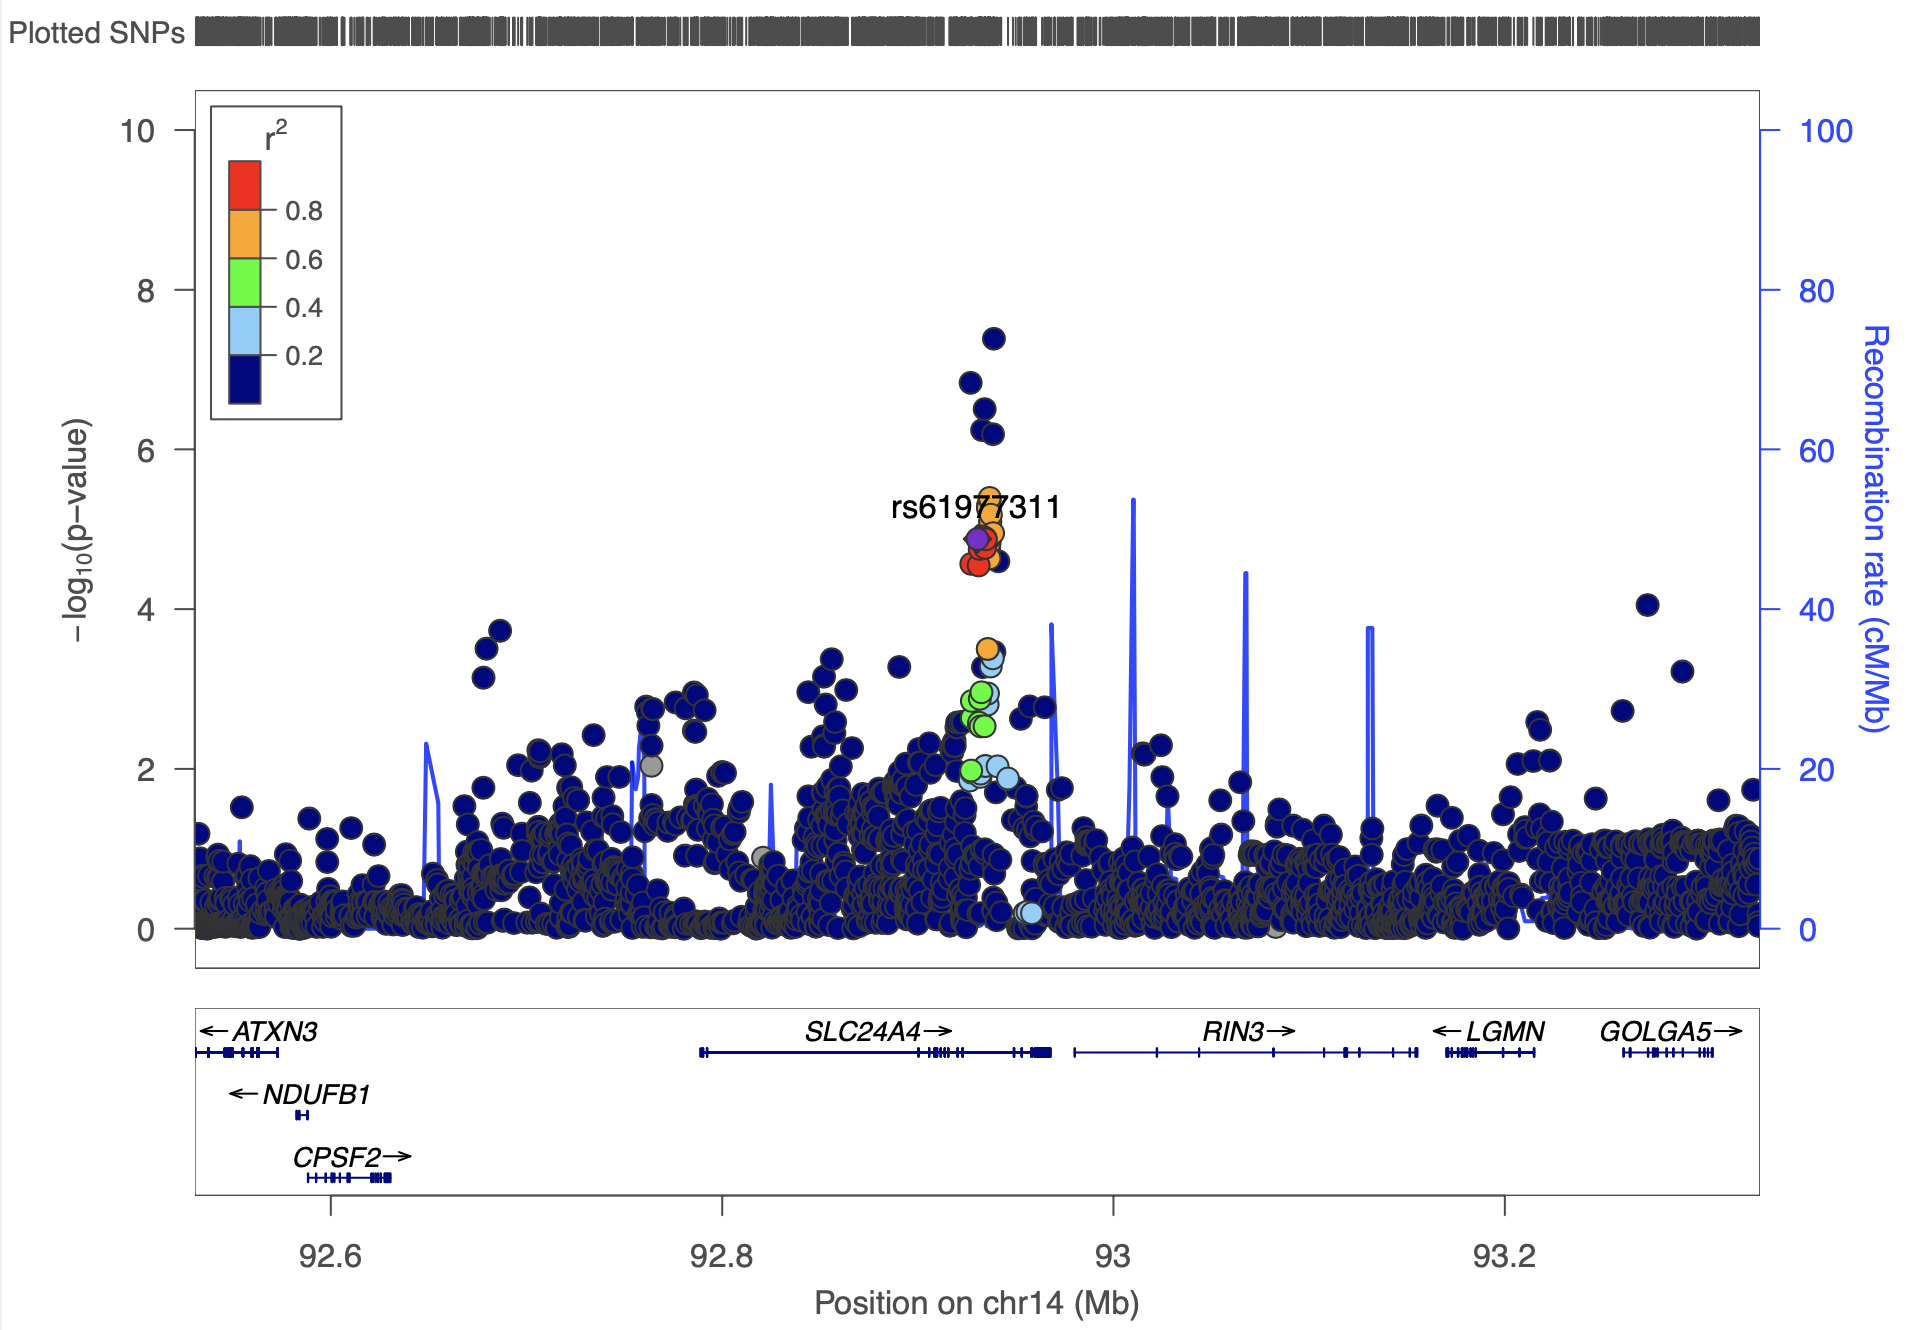 Plotted SNPs
r2
0.8
0.6
0.4
0.2
10
8
6
4
2
0
−log10(p−value)
100
80
60
40
20
0
Recombination rate (cM/Mb)
rs61977311
←ATXN3
SLC24A4→
RIN3→
←LGMN
GOLGA5→
←NDUFB1
CPSF2→
92.6
92.8
93
93.2
Position on chr14 (Mb)